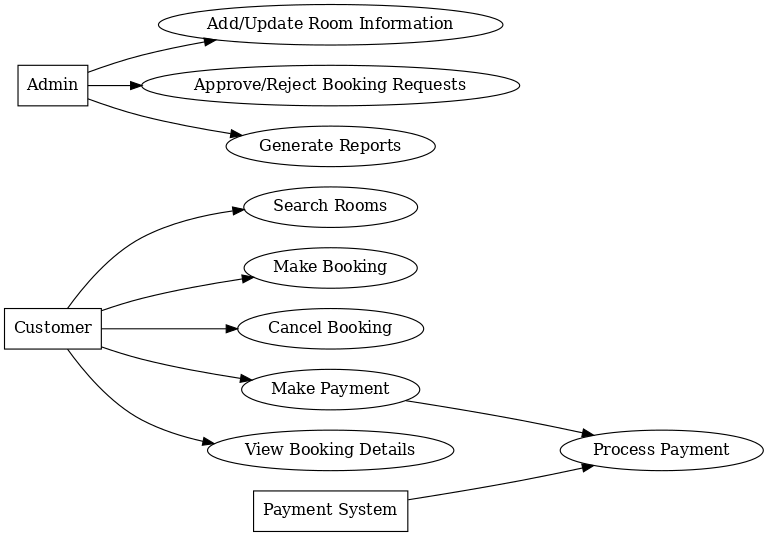 Add/Update Room Information
Admin
Approve/Reject Booking Requests
Generate Reports
Search Rooms
Make Booking
Customer
Cancel Booking
Make Payment
View Booking Details
Process Payment
Payment System